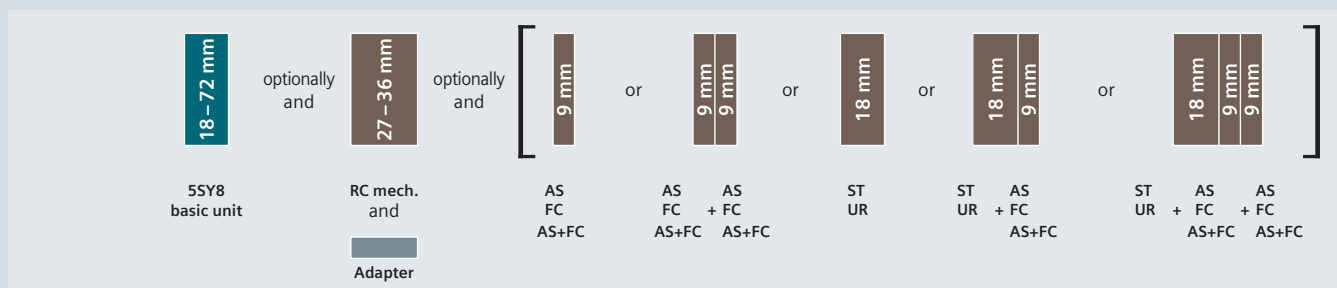 18–72 mm
optionally
and
27–36 mm
optionally
and
9 mm
or
9 mm
9 mm
or
18 mm
or
18 mm
9 mm
or
18 mm
9 mm
9 mm
5SY8
basic unit
RC mech.
and
Adapter
AS
FC
AS+FC
AS AS
FC + FC
AS+FC AS+FC
ST
UR
ST AS
UR + FC
AS+FC
ST AS AS
UR + FC + FC
AS+FC AS+FC